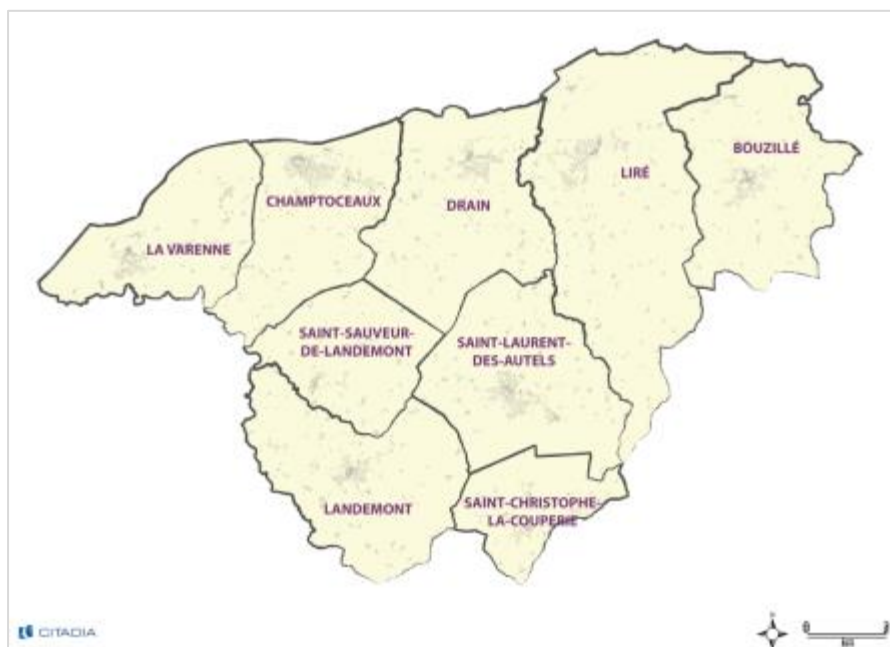 BOUZILLÉ
LIRÉ
CHAMPTOCEAUX
DRAIN
LA VARENNE
SAINT-SAUVEUR-
DE-LANDEMONT
SAINT-LAURENT-
DES-AUTELS
LANDEMONT
SAINT-CHRISTOPHE-
LA-COUPERIE
CITADIA
0